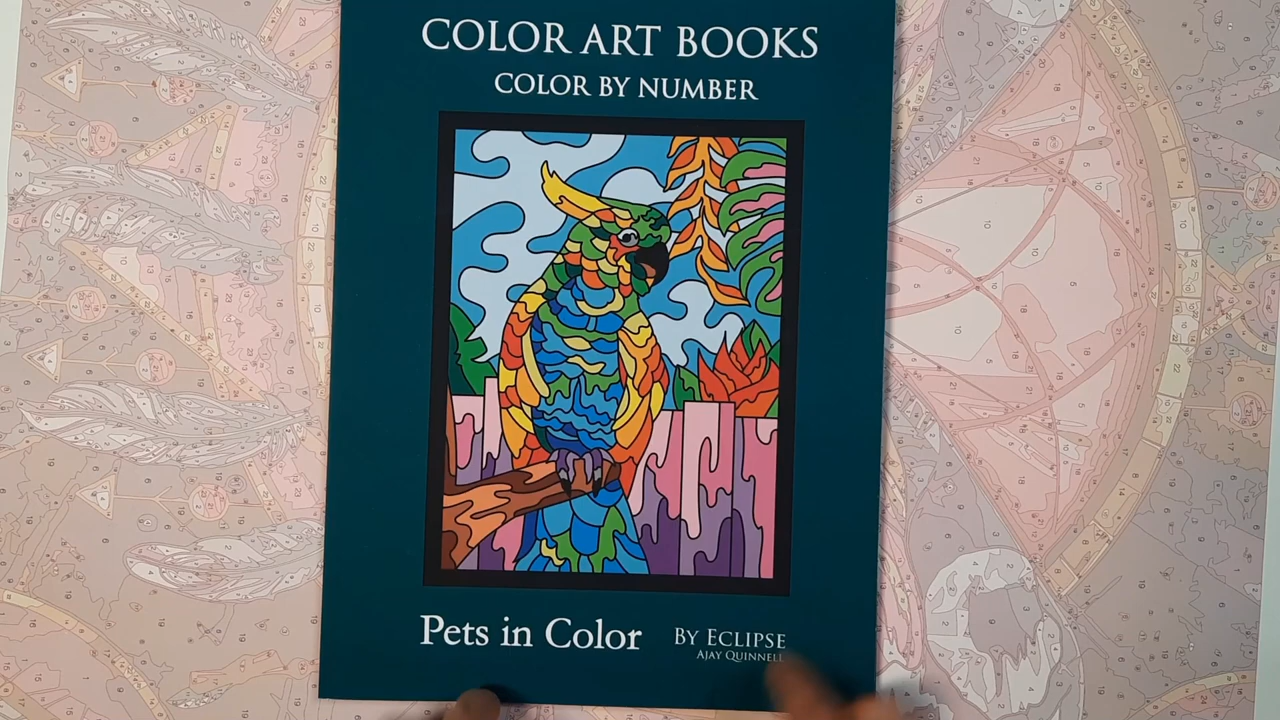 COLOR ART BOOKS
COLOR BY NUMBER
Pets in Color
BY ECLIPSE
AJAY QUINNELL